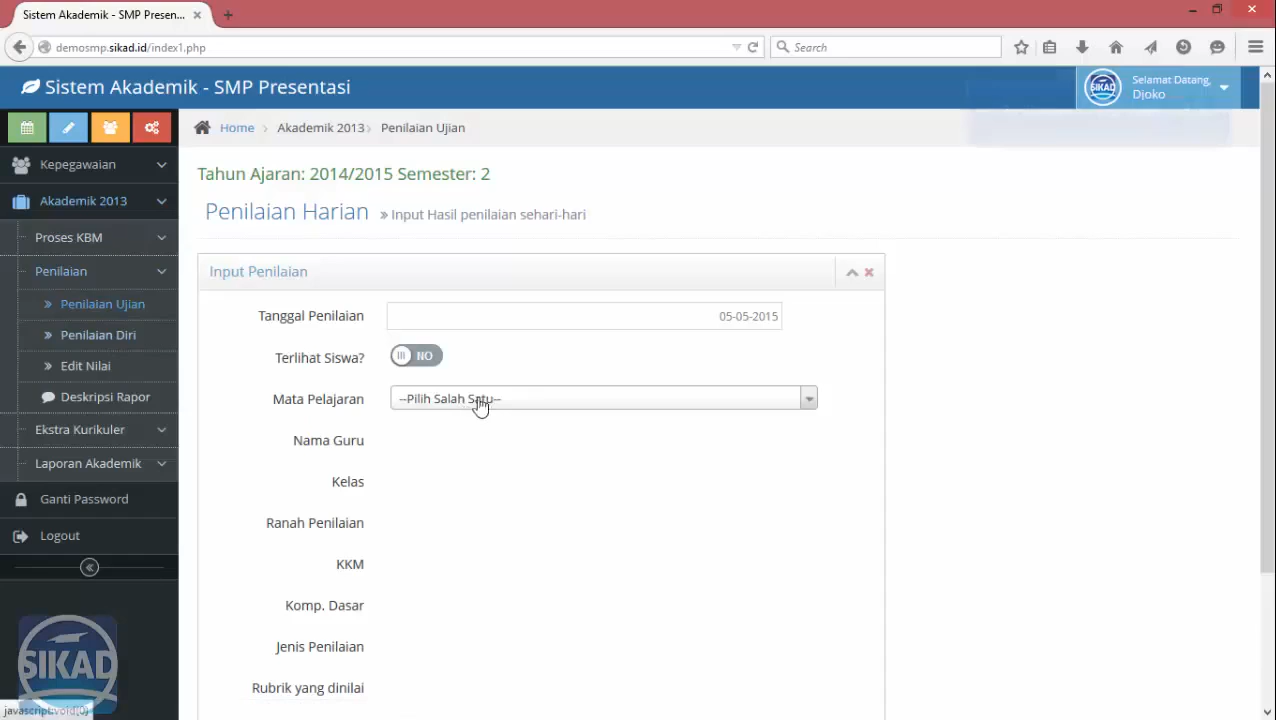 Sistem Akademik - SMP Presen...
demosmp.sikad.id/index1.php
Search
Sistem Akademik - SMP Presentasi
SIKAD
Selamat Datang,
Djoko
Home
Akademik 2013
Penilaian Ujian
Kepegawaian
Akademik 2013
Proses KBM
Penilaian
Penilaian Ujian
Penilaian Diri
Edit Nilai
Deskripsi Rapor
Ekstra Kurikuler
Laporan Akademik
Ganti Password
Logout
SIKAD
javascript:void(0)
Tahun Ajaran: 2014/2015 Semester: 2
Penilaian Harian » Input Hasil penilaian sehari-hari
Input Penilaian
Tanggal Penilaian 05-05-2015
Terlihat Siswa? NO
Mata Pelajaran --Pilih Salah Satu--
Nama Guru
Kelas
Ranah Penilaian
KKM
Komp. Dasar
Jenis Penilaian
Rubrik yang dinilai